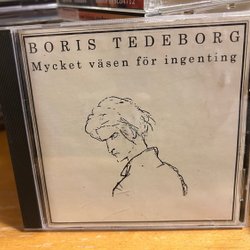 BORIS TEDEBORG
Mycket väsen för ingenting